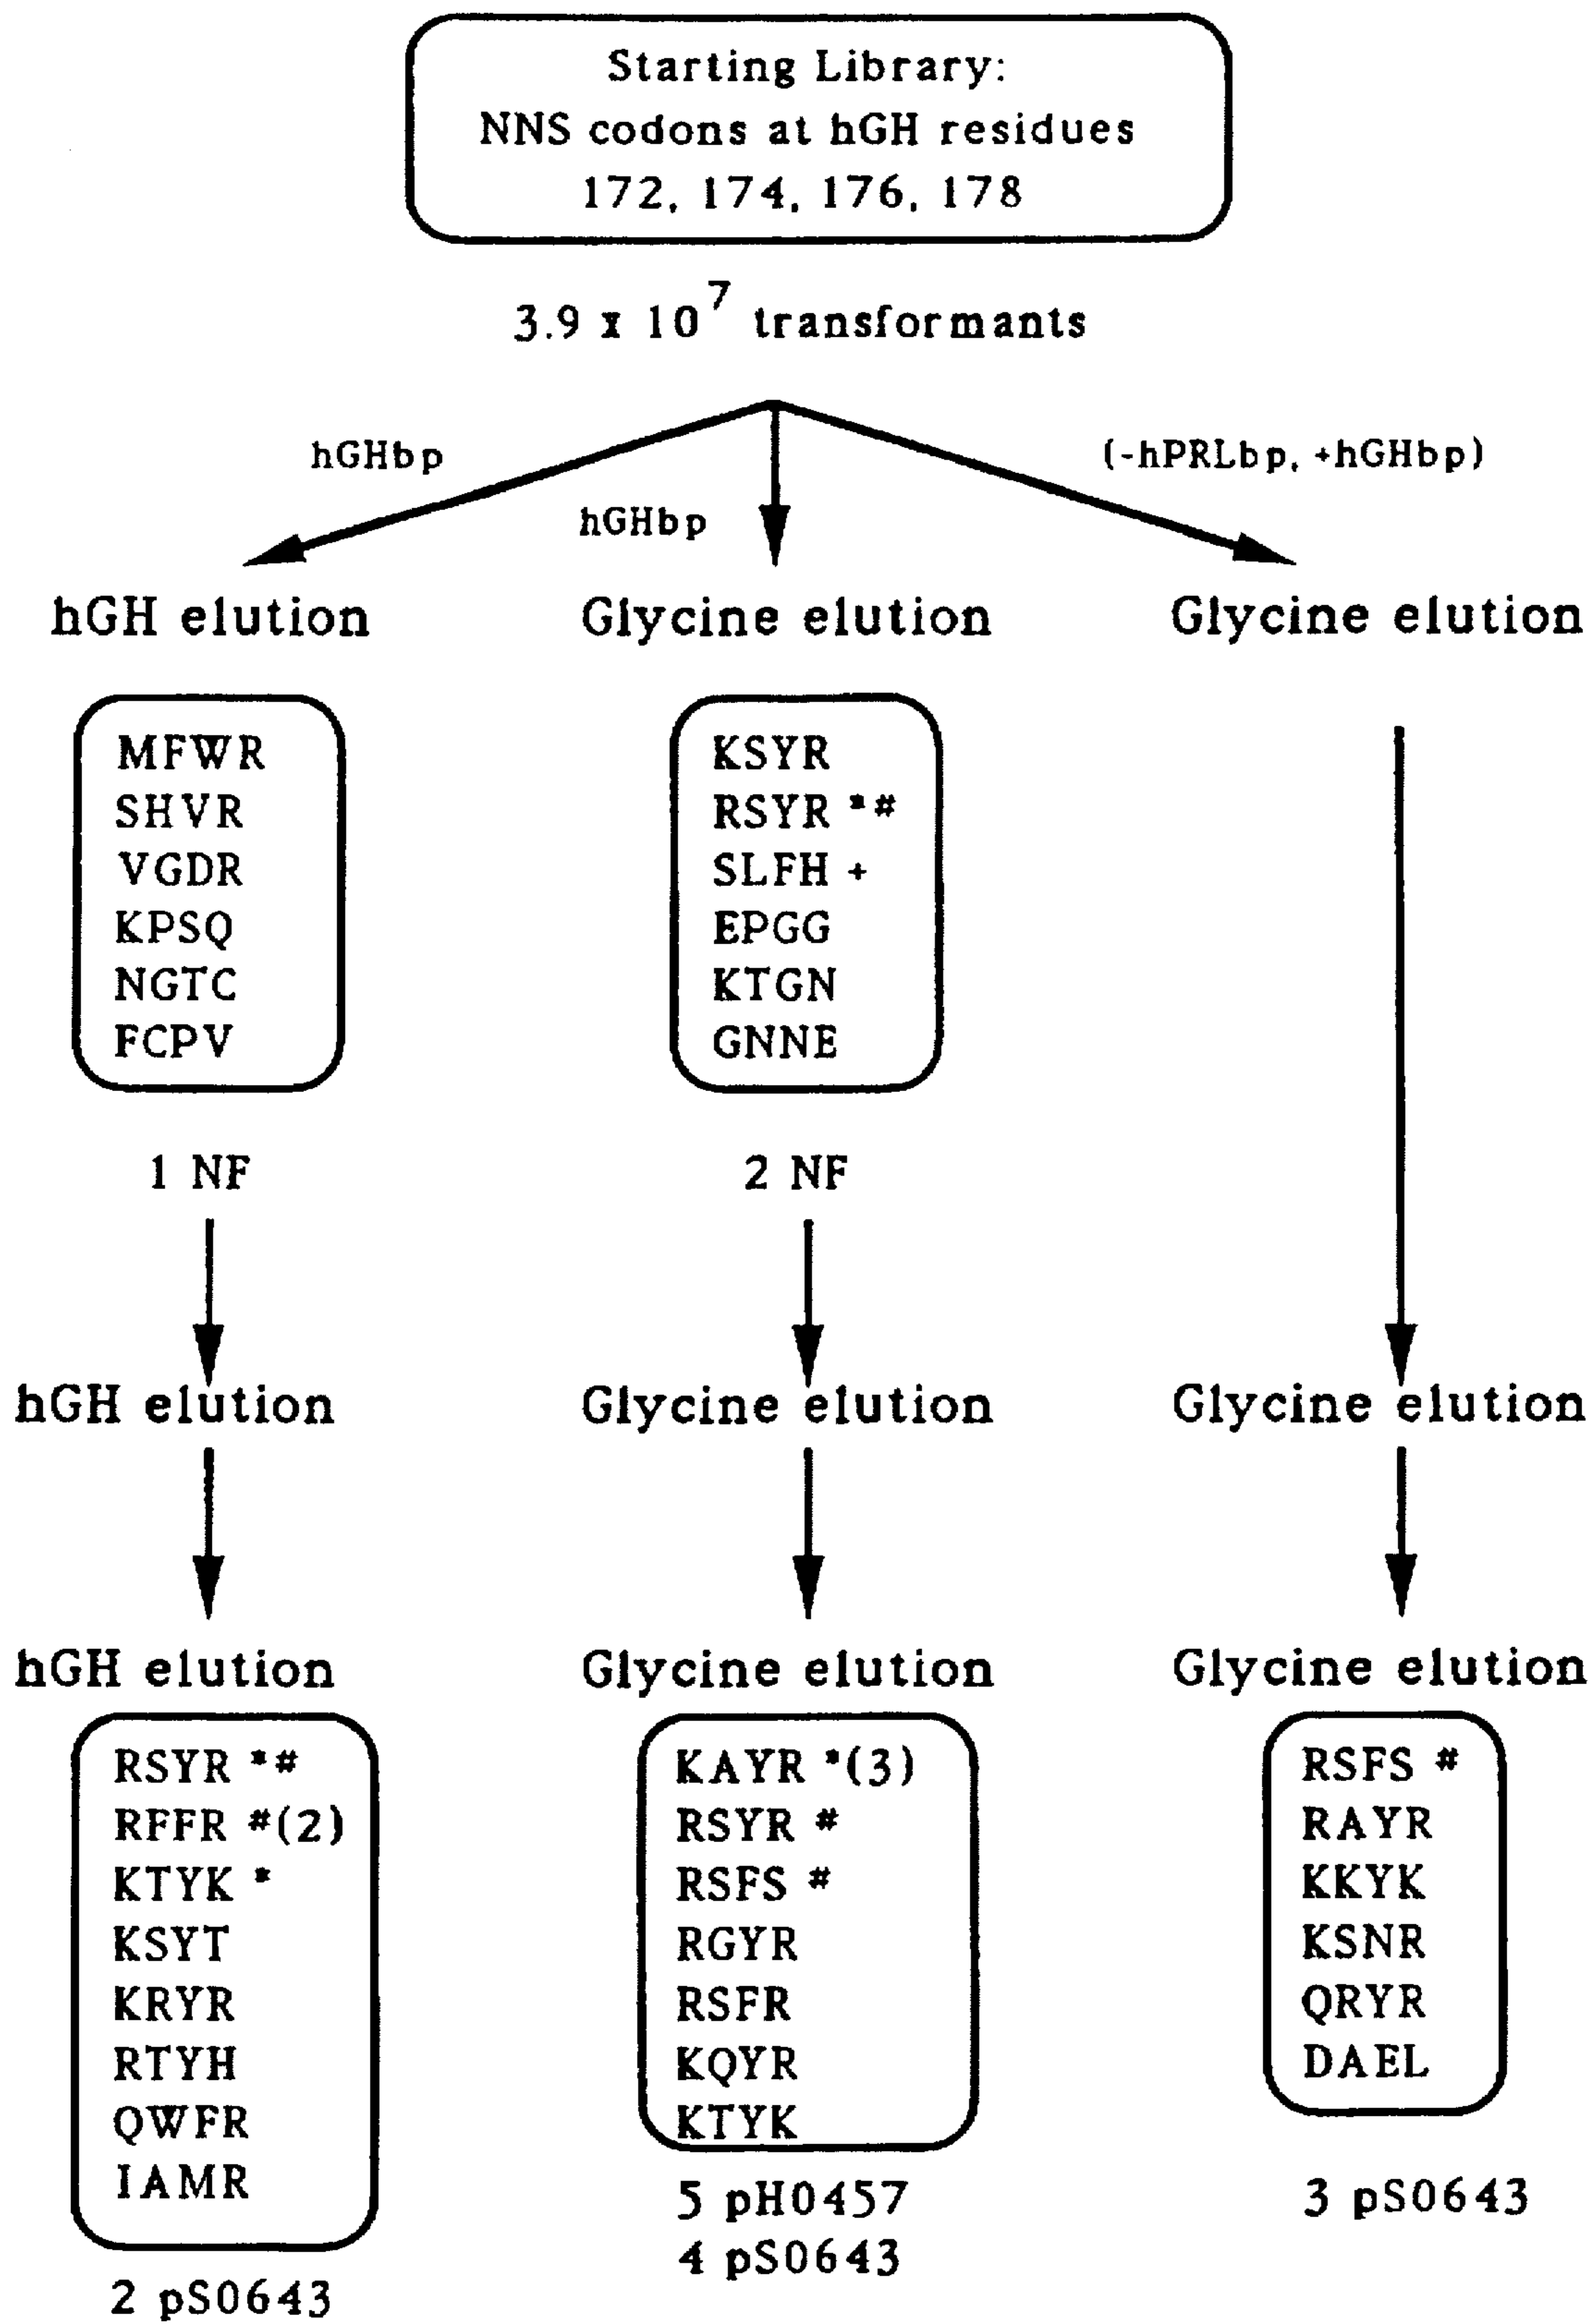 Starting Library:
NNS codons at hGH residues
172, 174, 176, 178
3.9 x 10^7 transformants
hGHbp
hGHbp
(-hPRLbp, +hGHbp)
hGH elution
Glycine elution
Glycine elution
MFWR
SHVR
VGDR
KPSQ
NGTC
FCPV
1 NF
KSYR
RSYR *#
SLFH +
EPGG
KTGN
GNNE
2 NF
hGH elution
Glycine elution
Glycine elution
hGH elution
Glycine elution
Glycine elution
RSYR *#
RFFR #(2)
KTYK *
KSYT
KRYR
RTYH
QWFR
IAMR
2 pS0643
KAYR *(3)
RSYR #
RSFS #
RGYR
RSFR
KQYR
KTYK
5 pH0457
4 pS0643
RSFS #
RAYR
KKYK
KSNR
QRYR
DAEL
3 pS0643